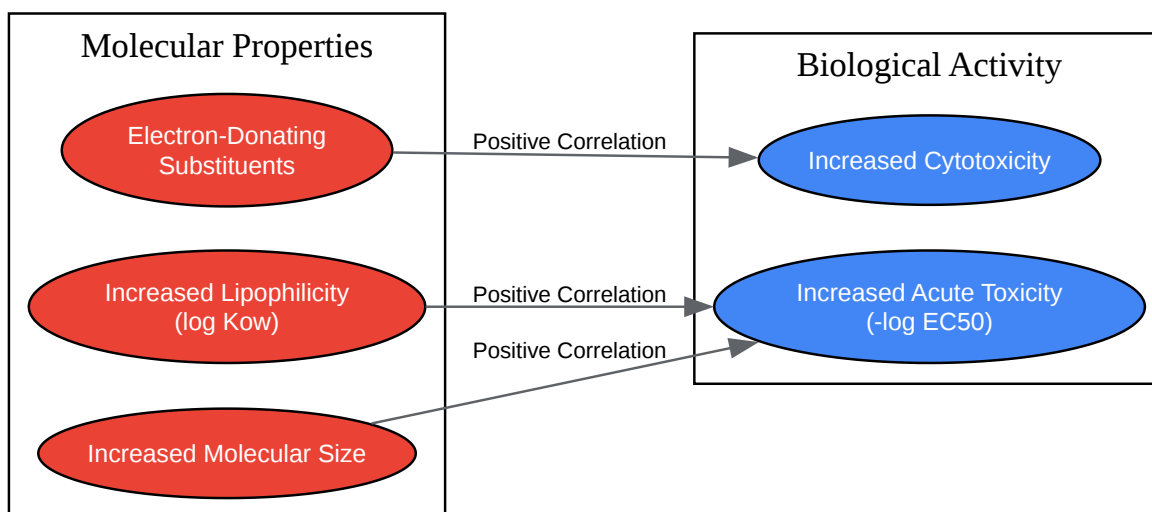 Molecular Properties
Electron-Donating
Substituents
Increased Lipophilicity
(log Kow)
Increased Molecular Size
Positive Correlation
Positive Correlation
Positive Correlation
Biological Activity
Increased Cytotoxicity
Increased Acute Toxicity
(-log EC50)